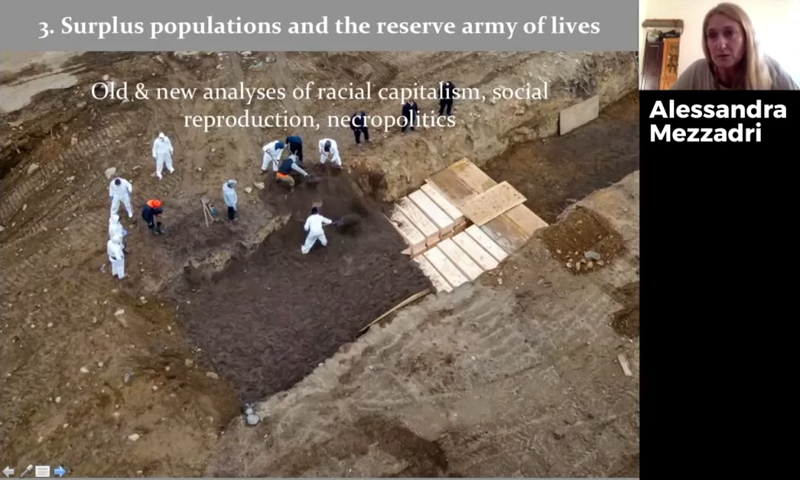 3. Surplus populations and the reserve army of lives
Old & new analyses of racial capitalism, social
reproduction, necropolitics
Alessandra
Mezzadri